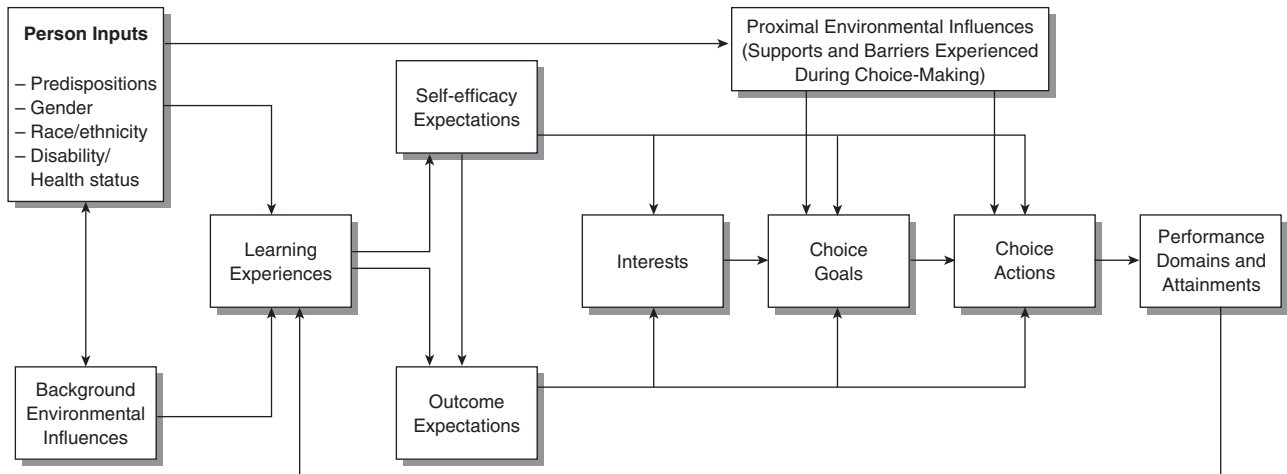 Person Inputs
– Predispositions
– Gender
– Race/ethnicity
– Disability/
Health status
Proximal Environmental Influences
(Supports and Barriers Experienced
During Choice-Making)
Self-efficacy
Expectations
Learning
Experiences
Interests
Choice
Goals
Choice
Actions
Performance
Domains and
Attainments
Background
Environmental
Influences
Outcome
Expectations